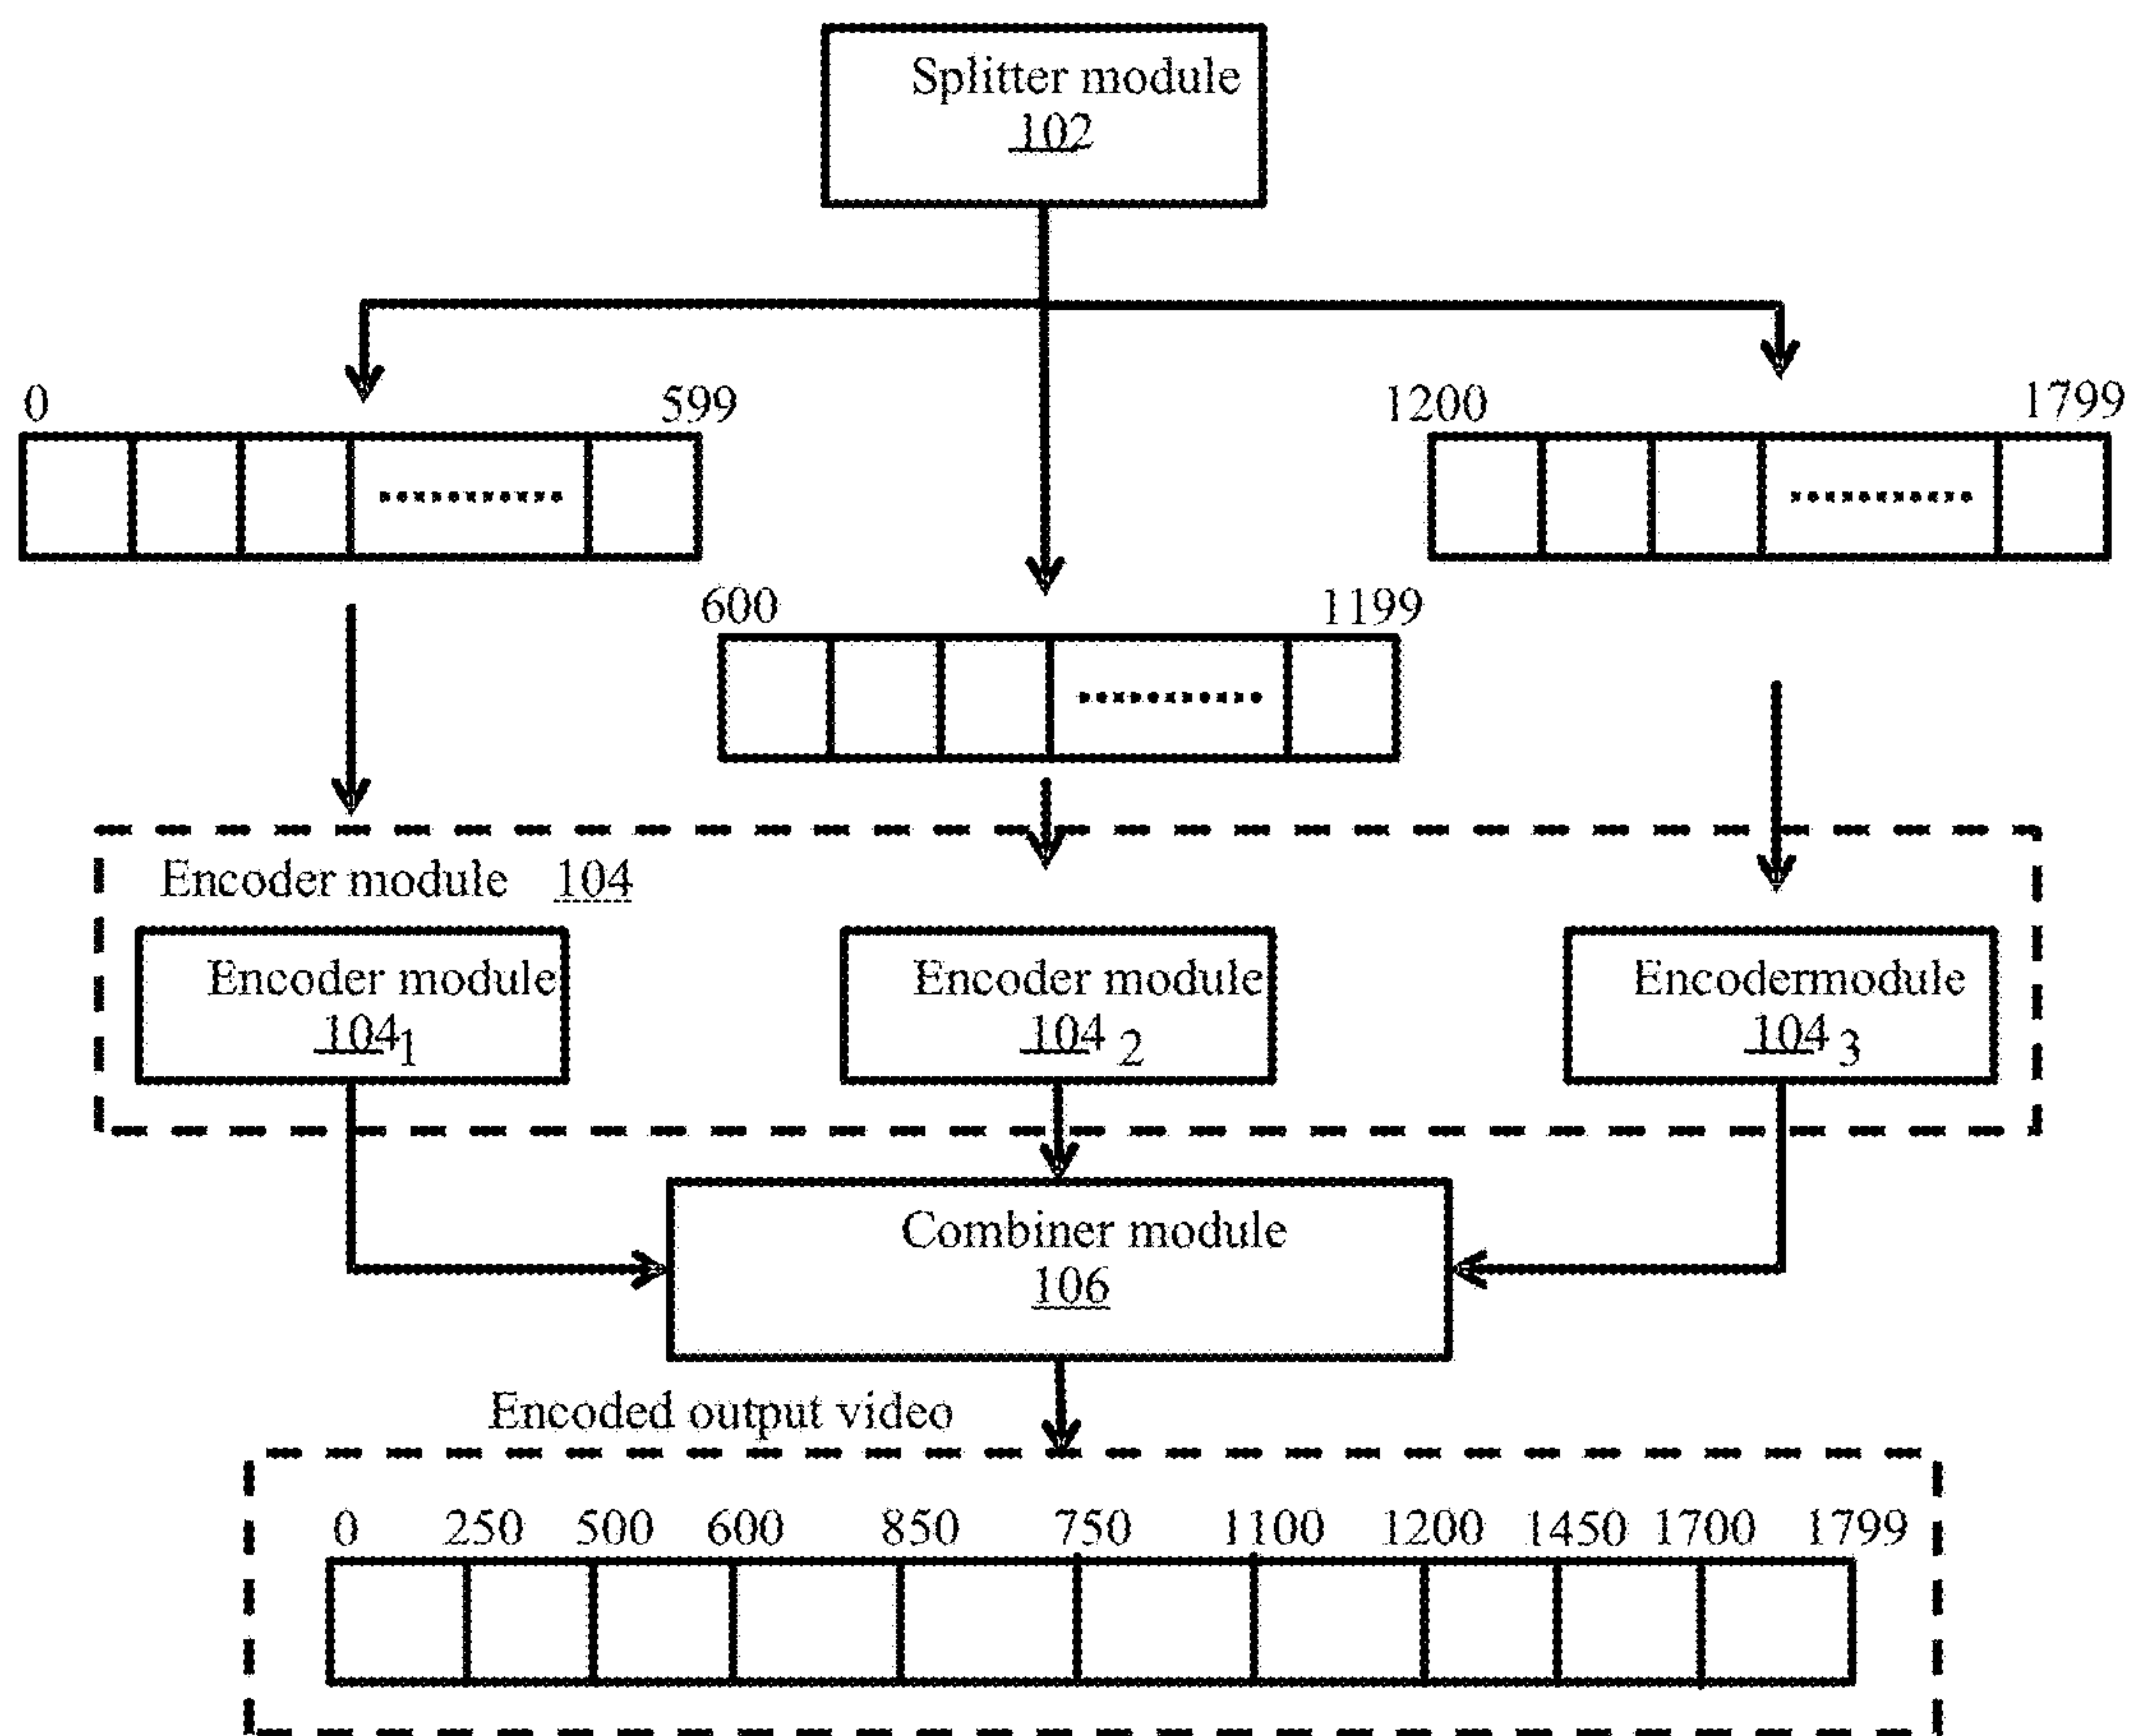 Splitter module
102
0 599
1200 1799
600 1199
Encoder module 104
Encoder module
104 1
Encoder module
104 2
Encodermodule
104 3
Combiner module
106
Encoded output video
0 250 500 600 850 750 1100 1200 1450 1700 1799